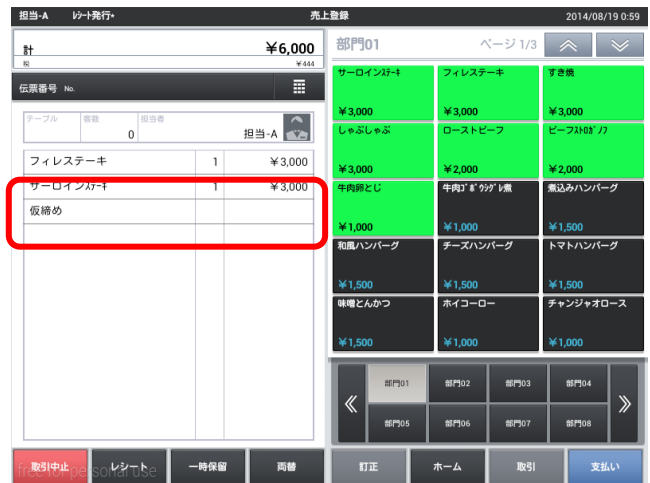 担当-A ﾚｼｰﾄ発行* 売上登録 2014/08/19 0:59
計 ¥6,000
税 ¥444
伝票番号 No.
テーブル 客数 担当者
0 担当-A
フィレステーキ 1 ¥3,000
サーロインｽﾃｰｷ 1 ¥3,000
仮締め
部門01 ページ 1/3
サーロインｽﾃｰｷ フィレステーキ すき焼
¥3,000 ¥3,000 ¥3,000
しゃぶしゃぶ ローストビーフ ビーフｽﾄﾛｶﾞﾉﾌ
¥3,000 ¥2,000 ¥2,000
牛肉卵とじ 牛肉ｺﾞﾎﾞｳｼｸﾞﾚ煮 煮込みハンバーグ
¥1,000 ¥1,000 ¥1,500
和風ハンバーグ チーズハンバーグ トマトハンバーグ
¥1,500 ¥1,500 ¥1,500
味噌とんかつ ホイコーロー チャンジャオロース
¥1,500 ¥1,000 ¥1,000
部門01 部門02 部門03 部門04
部門05 部門06 部門07 部門08
取引中止 レシート 一時保留 両替 訂正 ホーム 取引 支払い
free for personal use